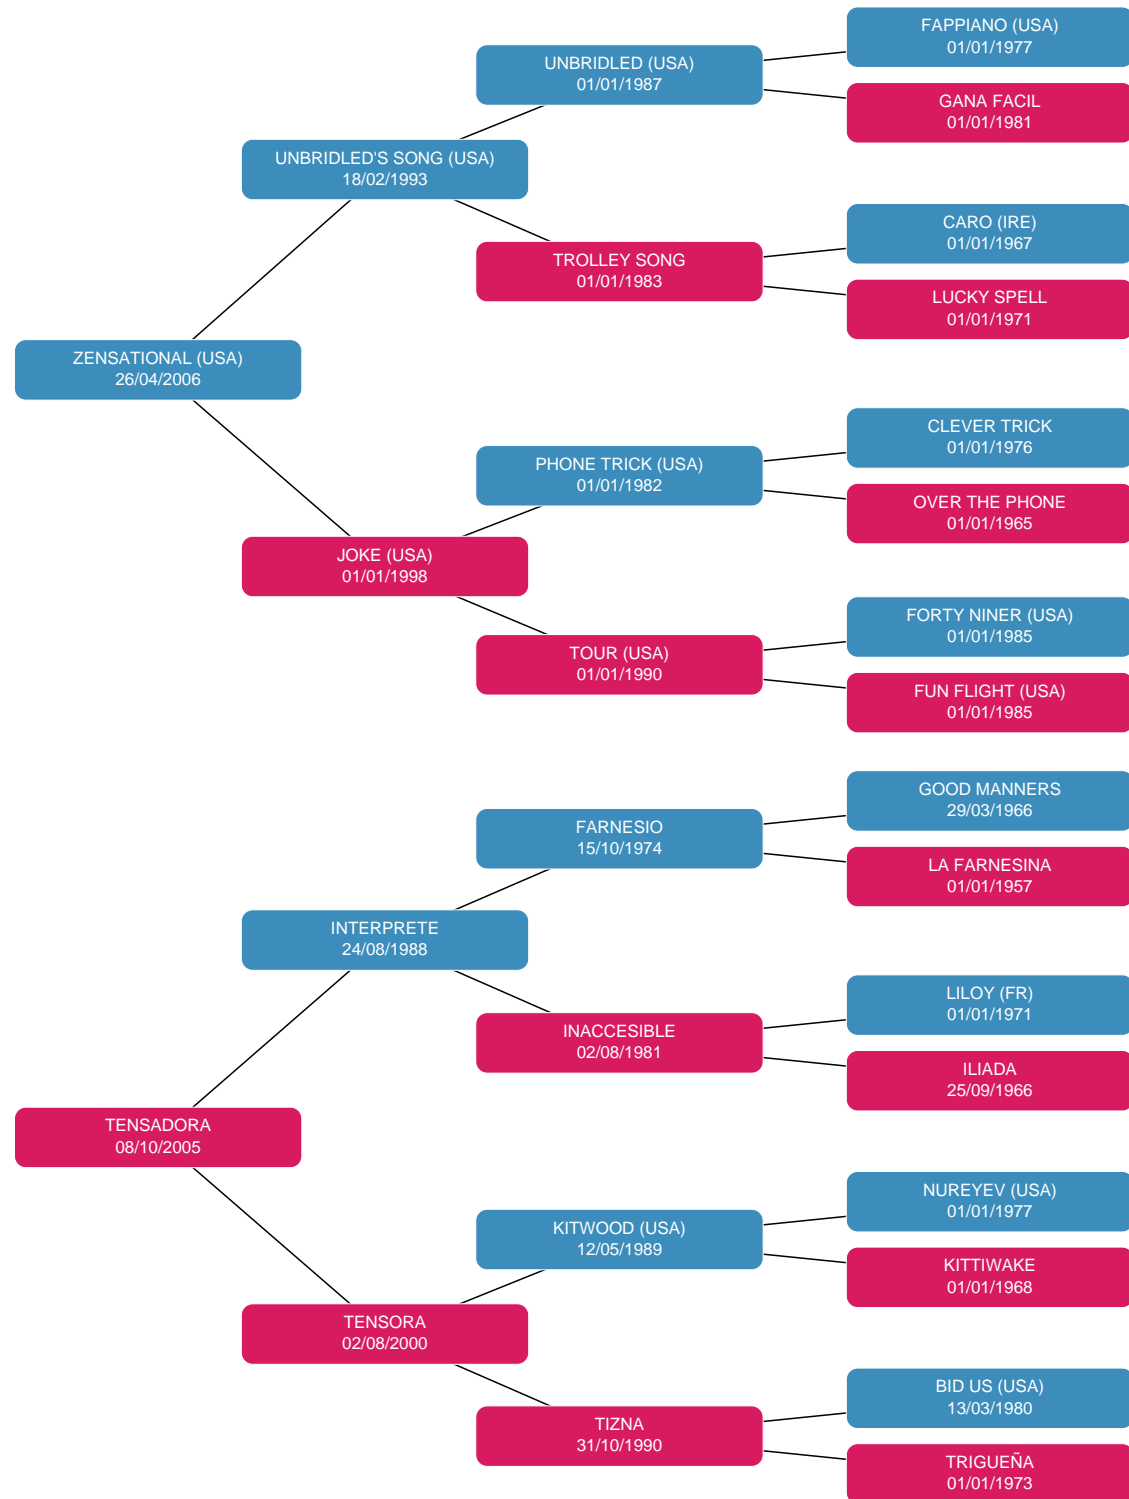 FAPPIANO (USA)
01/01/1977
UNBRIDLED (USA)
01/01/1987
GANA FACIL
01/01/1981
UNBRIDLED'S SONG (USA)
18/02/1993
CARO (IRE)
01/01/1967
TROLLEY SONG
01/01/1983
LUCKY SPELL
01/01/1971
ZENSATIONAL (USA)
26/04/2006
CLEVER TRICK
01/01/1976
PHONE TRICK (USA)
01/01/1982
OVER THE PHONE
01/01/1965
JOKE (USA)
01/01/1998
FORTY NINER (USA)
01/01/1985
TOUR (USA)
01/01/1990
FUN FLIGHT (USA)
01/01/1985
GOOD MANNERS
29/03/1966
FARNESIO
15/10/1974
LA FARNESINA
01/01/1957
INTERPRETE
24/08/1988
LILOY (FR)
01/01/1971
INACCESIBLE
02/08/1981
ILIADA
25/09/1966
TENSADORA
08/10/2005
NUREYEV (USA)
01/01/1977
KITWOOD (USA)
12/05/1989
KITTIWAKE
01/01/1968
TENSORA
02/08/2000
BID US (USA)
13/03/1980
TIZNA
31/10/1990
TRIGUEÑA
01/01/1973